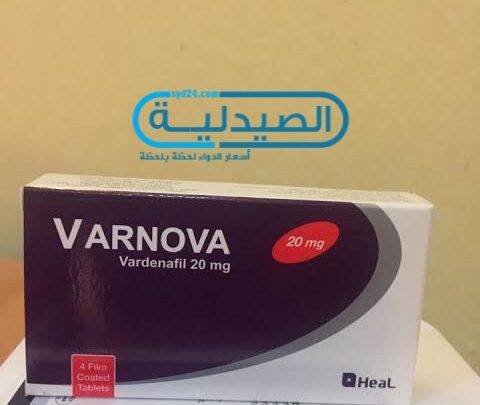 syd24.com
الصيدلية
أسعار الدواء لحظة بلحظة
VARNOVA
20 mg
Vardenafil 20 mg
4 Film
Coated
Tablets
HeaL